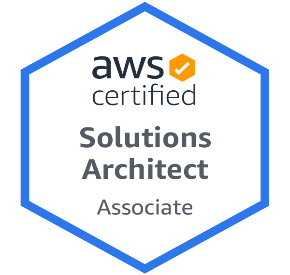 aws
certified
Solutions
Architect
Associate